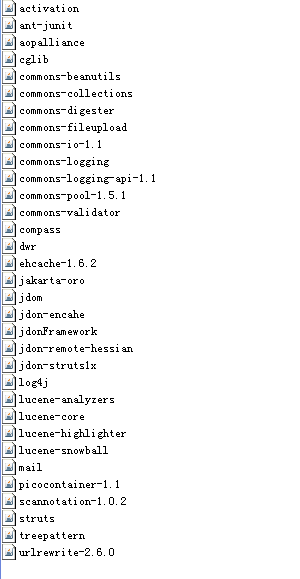 activation
ant-junit
aopalliance
cglib
commons-beanutils
commons-collections
commons-digester
commons-fileupload
commons-io-1.1
commons-logging
commons-logging-api-1.1
commons-pool-1.5.1
commons-validator
compass
dwr
ehcache-1.6.2
jakarta-oro
jdom
jdon-encahe
jdonFramework
jdon-remote-hessian
jdon-struts1x
log4j
lucene-analyzers
lucene-core
lucene-highlighter
lucene-snowball
mail
picocontainer-1.1
scannotation-1.0.2
struts
treepattern
urlrewrite-2.6.0